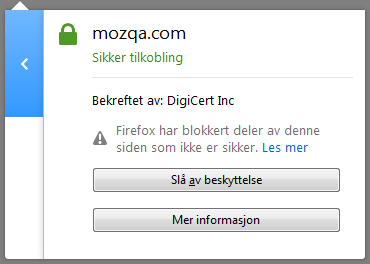 mozqa.com
Sikker tilkobling
Bekreftet av: DigiCert Inc
Firefox har blokkert deler av denne
siden som ikke er sikker. Les mer
Slå av beskyttelse
Mer informasjon